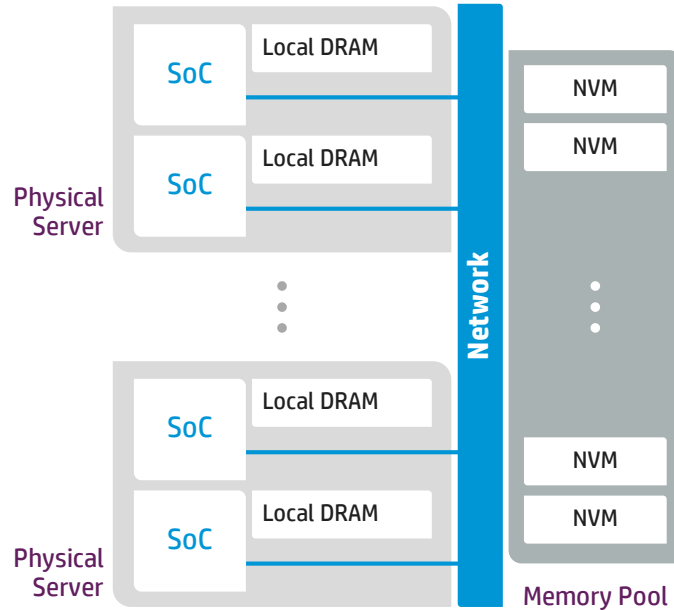 Local DRAM
SoC
NVM
NVM
Local DRAM
SoC
Physical
Server
Network
Local DRAM
SoC
NVM
Local DRAM
NVM
SoC
Physical
Server
Memory Pool